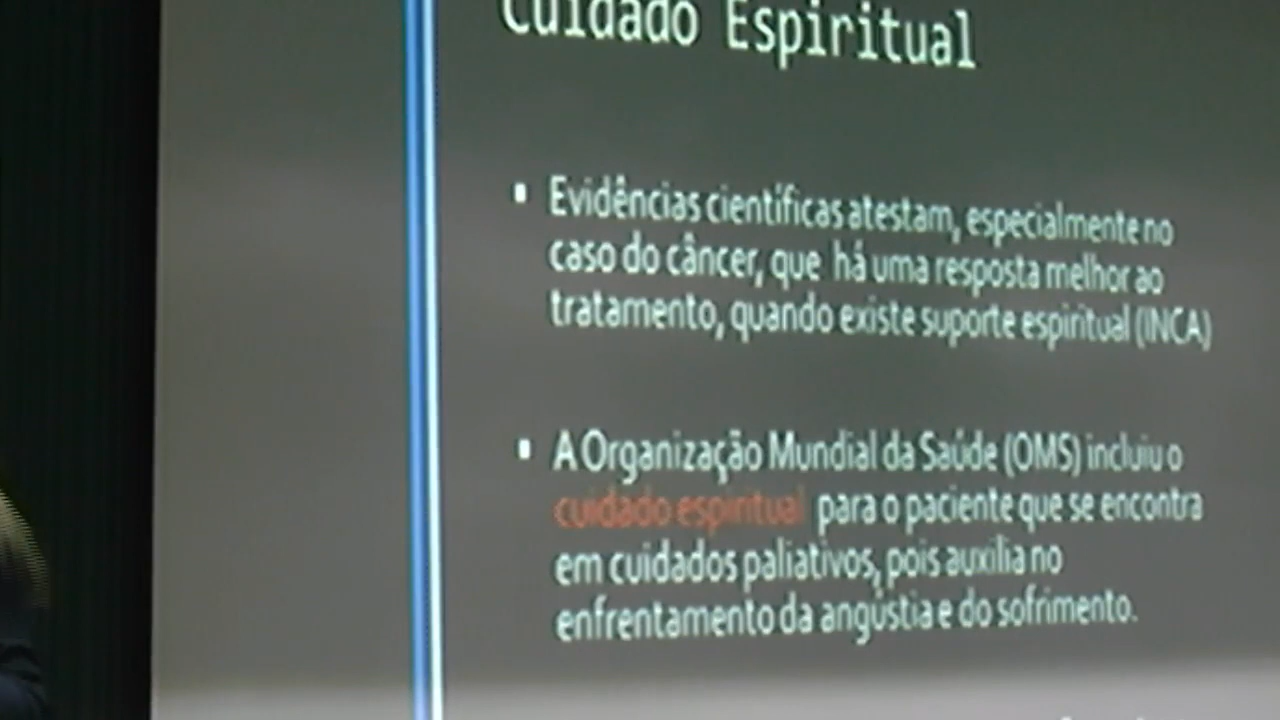 Cuidado Espiritual
▪ Evidências científicas atestam, especialmente no
caso do câncer, que há uma resposta melhor ao
tratamento, quando existe suporte espiritual (INCA)
▪ A Organização Mundial da Saúde (OMS) incluiu o
cuidado espiritual para o paciente que se encontra
em cuidados paliativos, pois auxilia no
enfrentamento da angústia e do sofrimento.